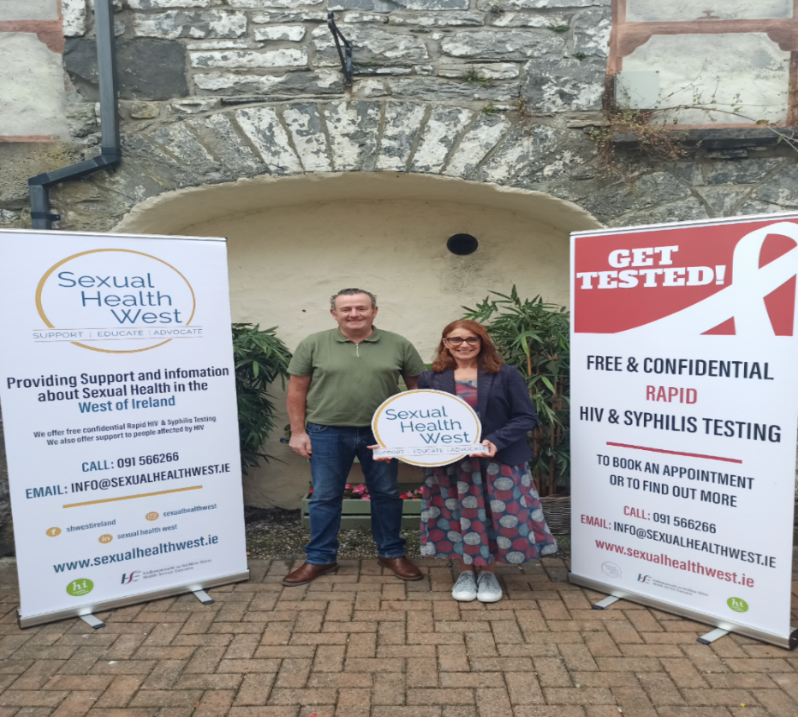 Sexual
Health
West
SUPPORT | EDUCATE | ADVOCATE
Providing Support and infomation
about Sexual Health in the
West of Ireland
We offer free confidential Rapid HIV & Syphilis Testing
We also offer support to people affected by HIV
CALL: 091 566266
EMAIL: INFO@SEXUALHEALTHWEST.IE
shwestireland
sexualhealthwest
sexual health west
www.sexualhealthwest.ie
Sexual
Health
West
SUPPORT | EDUCATE | ADVOCATE
GET
TESTED!
FREE & CONFIDENTIAL
RAPID
HIV & SYPHILIS TESTING
TO BOOK AN APPOINTMENT
OR TO FIND OUT MORE
CALL: 091 566266
EMAIL: INFO@SEXUALHEALTHWEST.IE
www.sexualhealthwest.ie